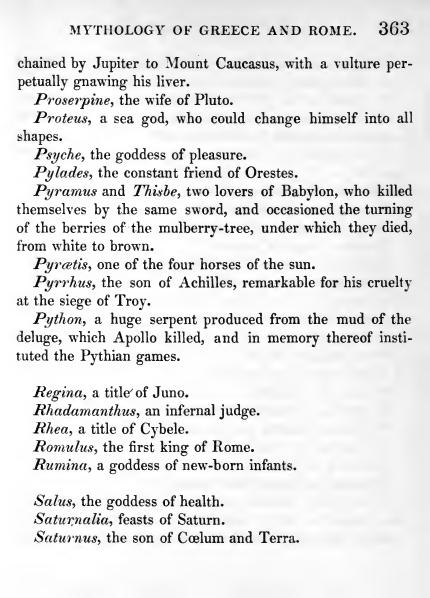 MYTHOLOGY OF GREECE AND ROME. 363
chained by Jupiter to Mount Caucasus, with a vulture per-
petually gnawing his liver.
Proserpine, the wife of Pluto.
Proteus, a sea god, who could change himself into all
shapes.
Psyche, the goddess of pleasure.
Pylades, the constant friend of Orestes.
Pyramus and Thisbe, two lovers of Babylon, who killed
themselves by the same sword, and occasioned the turning
of the berries of the mulberry-tree, under which they died,
from white to brown.
Pyrætis, one of the four horses of the sun.
Pyrrhus, the son of Achilles, remarkable for his cruelty
at the siege of Troy.
Python, a huge serpent produced from the mud of the
deluge, which Apollo killed, and in memory thereof insti-
tuted the Pythian games.
Regina, a title of Juno.
Rhadamanthus, an infernal judge.
Rhea, a title of Cybele.
Romulus, the first king of Rome.
Rumina, a goddess of new-born infants.
Salus, the goddess of health.
Saturnalia, feasts of Saturn.
Saturnus, the son of Cœlum and Terra.